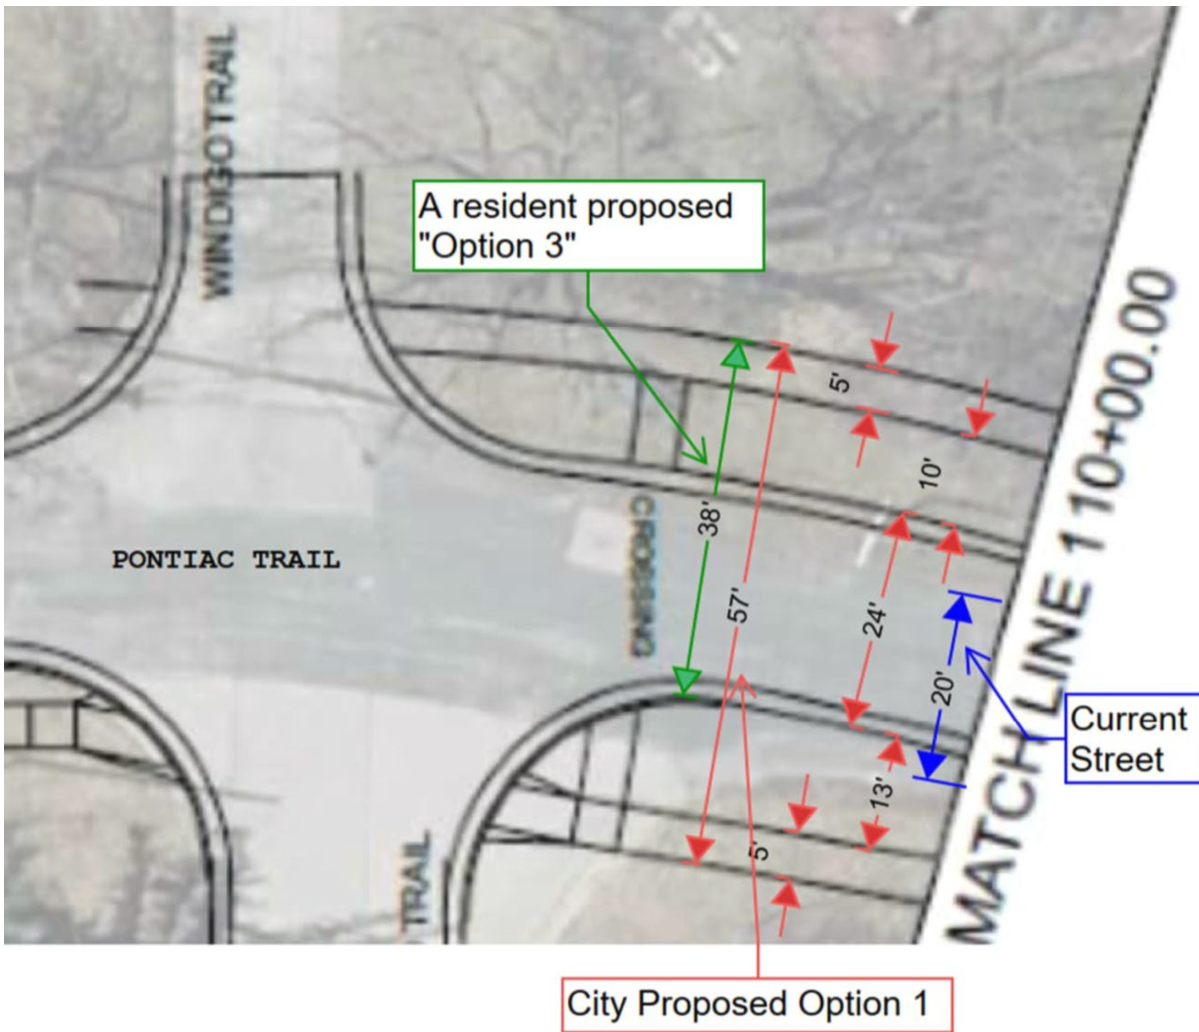 WINDIGO TRAIL
A resident proposed
"Option 3"
5'
10'
PONTIAC TRAIL
CROSSING
38'
57'
24'
20'
13'
5'
TRAIL
Current
Street
MATCH LINE 110+00.00
City Proposed Option 1